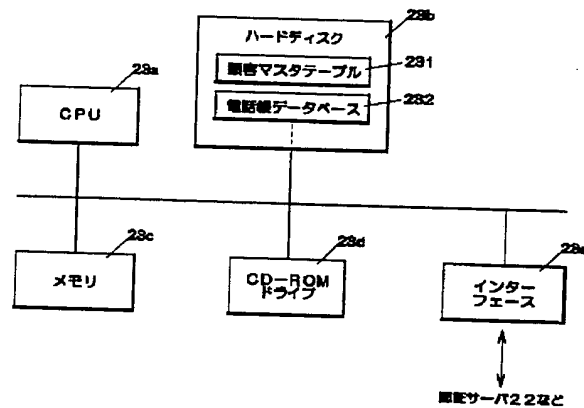 23b
ハードディスク
顧客マスタテーブル
231
電話帳データベース
232
23a
CPU
23c
メモリ
23d
CD-ROM
ドライブ
23e
インター
フェース
認証サーバ22など